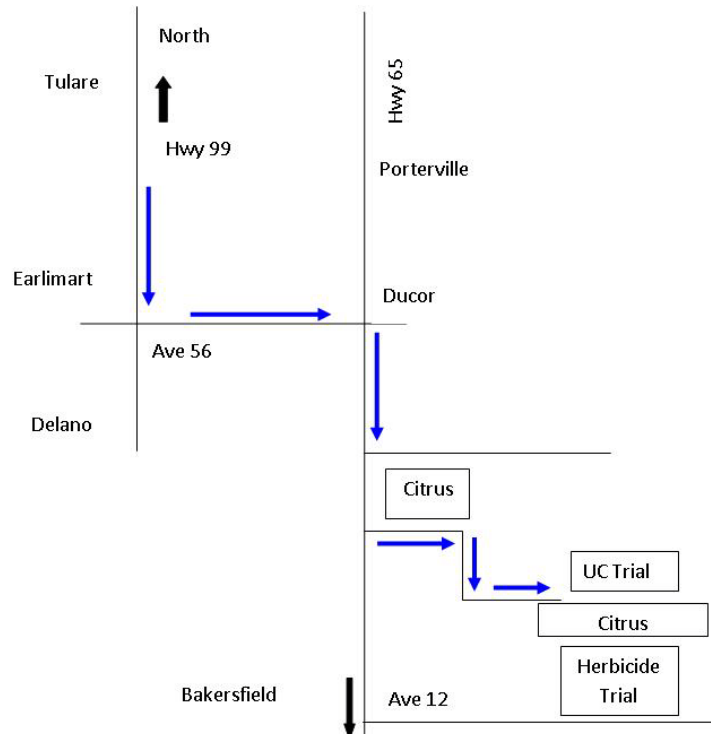 North
Tulare
Hwy 65
Hwy 99
Porterville
Earlimart
Ducor
Ave 56
Delano
Citrus
UC Trial
Citrus
Herbicide
Trial
Bakersfield
Ave 12